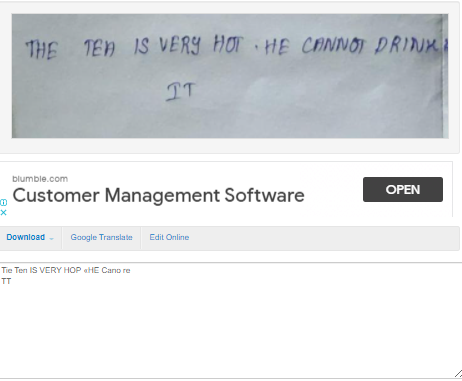 THE TEA IS VERY HOT . HE CANNOT DRINK
IT
blumble.com
Customer Management Software
OPEN
Download
Google Translate
Edit Online
Tie Ten IS VERY HOP «HE Cano re
TT